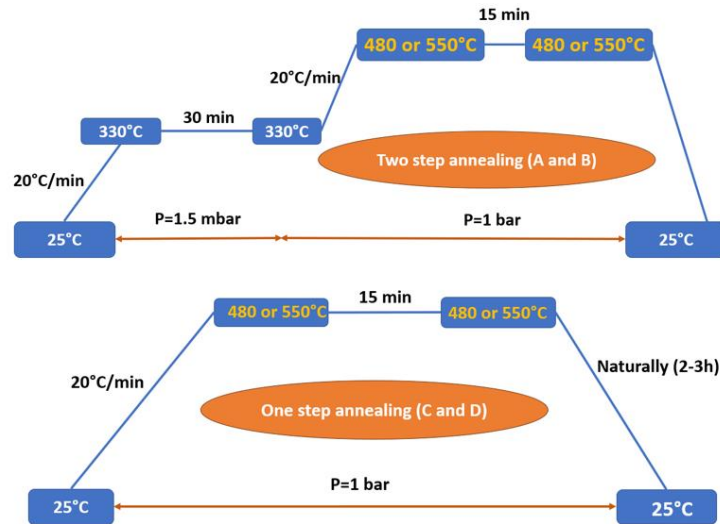 15 min
480 or 550°C
480 or 550°C
20°C/min
30 min
330°C
330°C
Two step annealing (A and B)
20°C/min
P=1.5 mbar
P=1 bar
25°C
25°C
15 min
480 or 550°C
480 or 550°C
20°C/min
Naturally (2-3h)
One step annealing (C and D)
P=1 bar
25°C
25°C